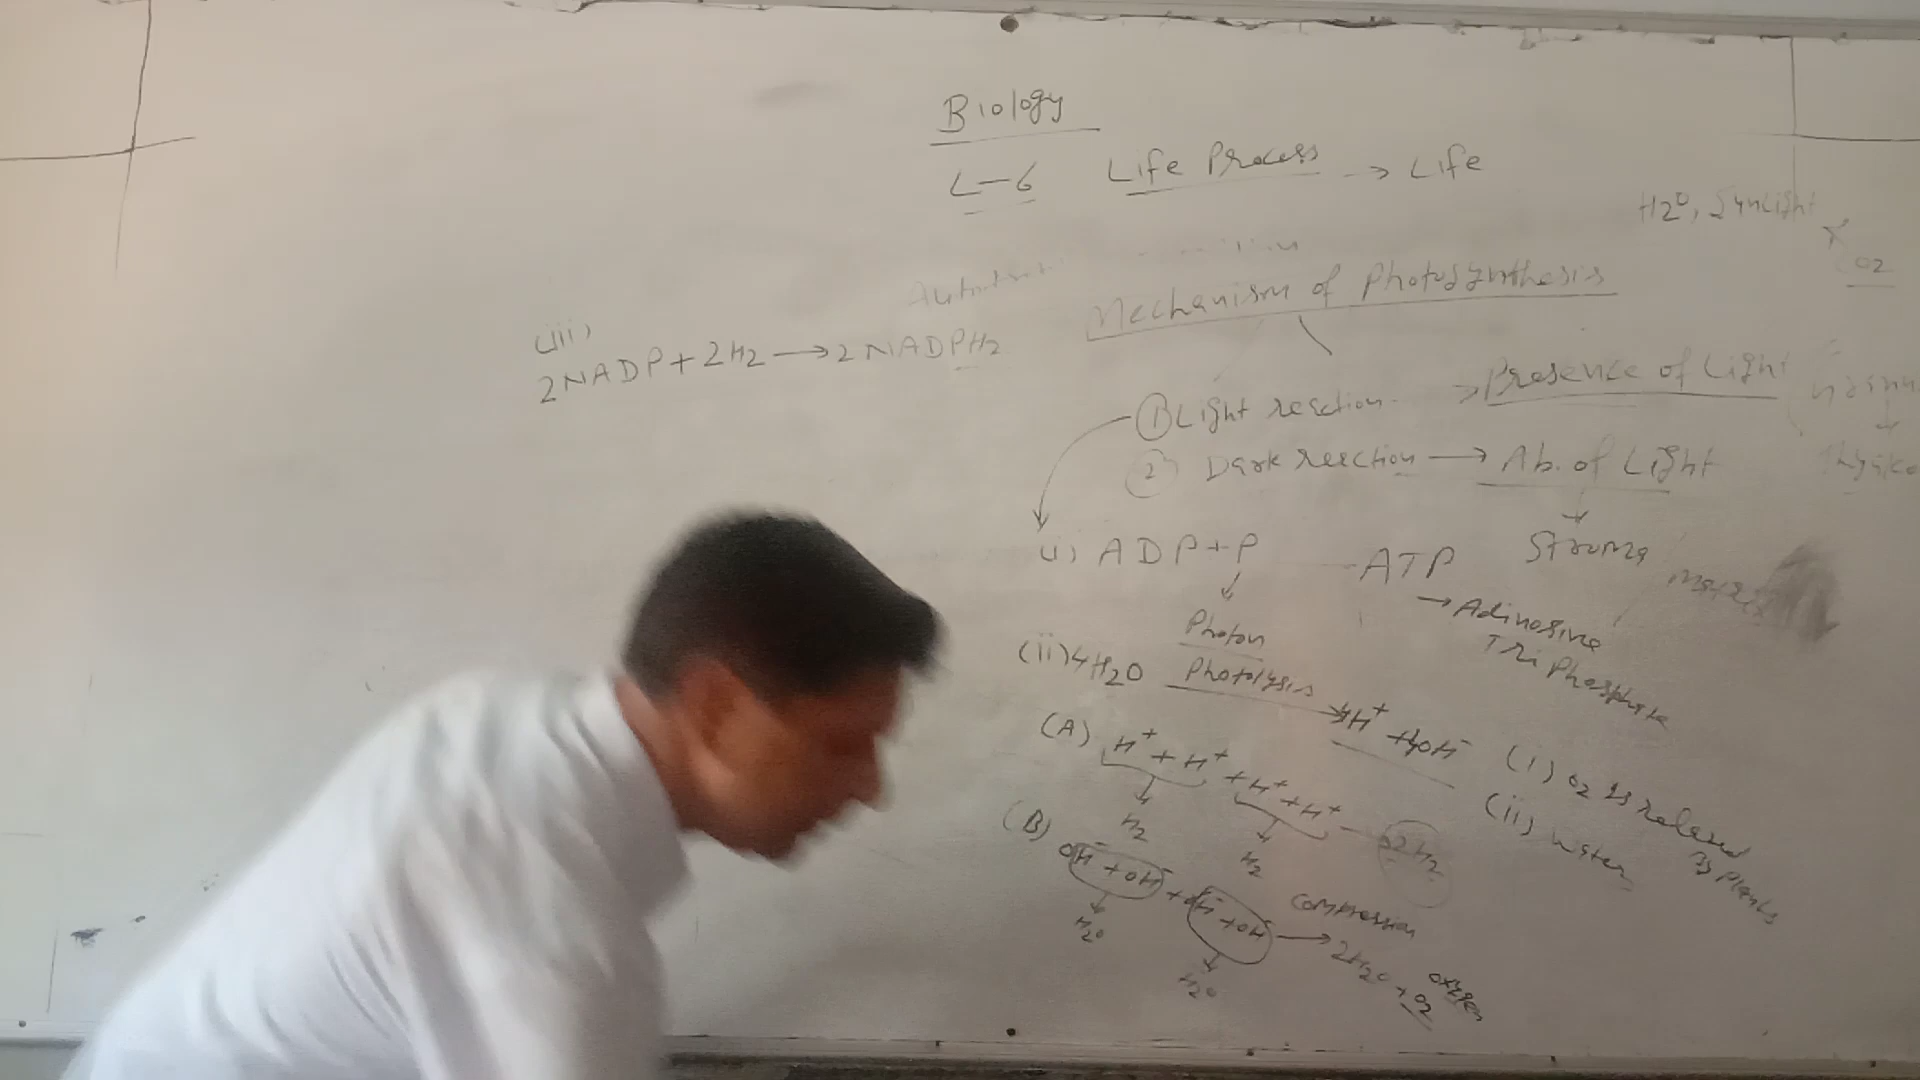 Biology
L-6 Life Process → Life
H2O, Sunlight
O2
Mechanism of Photosynthesis
(iii)
2NADP + 2H2 → 2NADPH2
① Light reaction → Presence of Light
② Dark reaction → Ab. of Light
Stroma
(i) ADP + P ATP
→ Adinosine
Tri Phosphate
Photon
(ii) 4H2O Photolysis → 4H+ + 4OH-
(A) H+ + H+ + H+ + H+ → 2H2
H2 H2
(B) OH- + OH- + OH- + OH- → 2H2O + O2
H2O H2O
oxygen
(i) O2 is released
By Plants
(ii) water